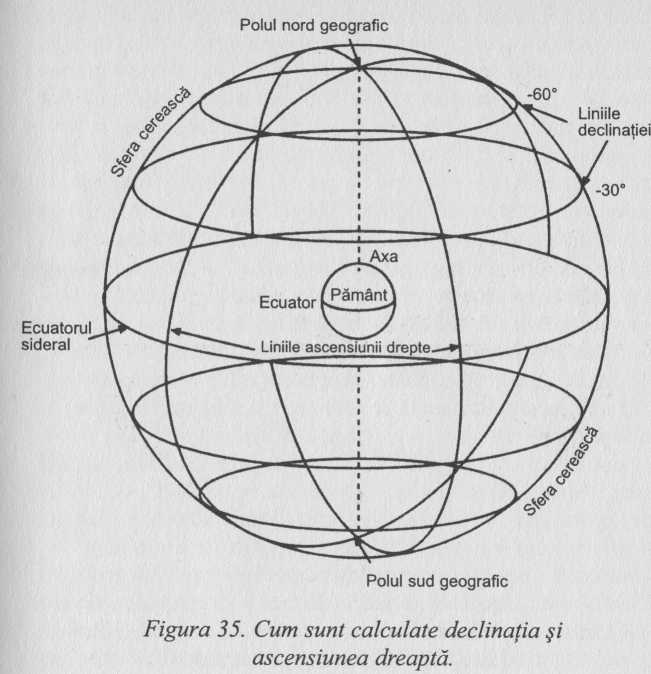 Polul nord geografic
Sfera cerească
-60°
Liniile
declinației
-30°
Axa
Pământ
Ecuator
Ecuatorul
sideral
Liniile ascensiunii drepte
Sfera cerească
Polul sud geografic
Figura 35. Cum sunt calculate declinația și
ascensiunea dreaptă.